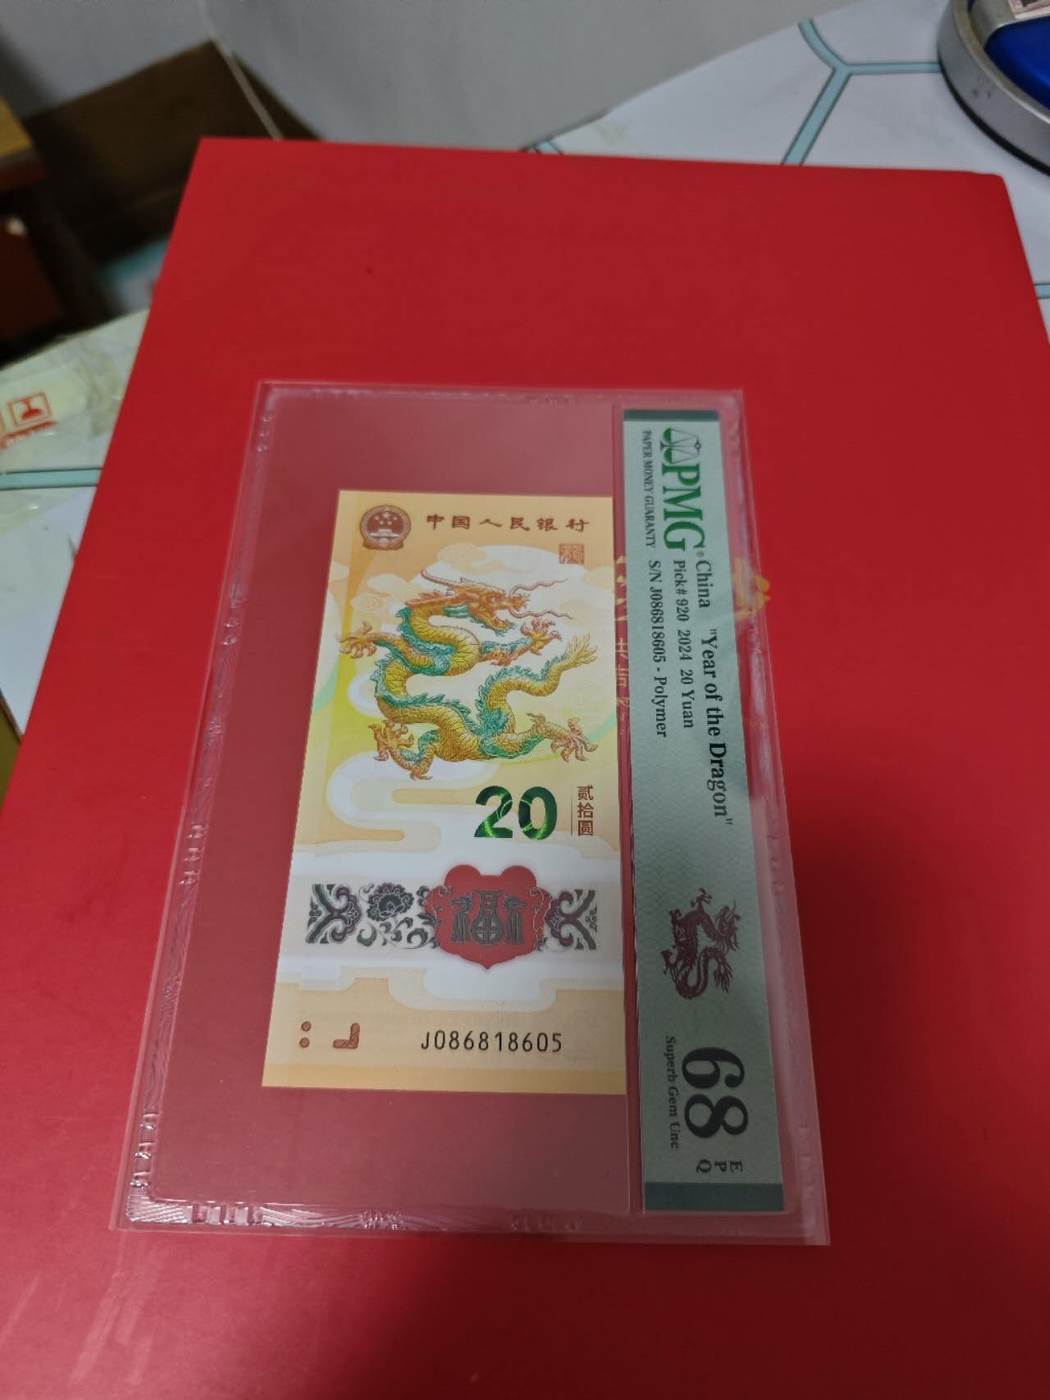 中国人民银行
20
贰拾圆
福
J086818605
PMG
PAPER MONEY GUARANTY
China "Year of the Dragon"
Pick# 920 2024 20 Yuan
S/N J086818605 - Polymer
68
EPQ
Superb Gem Unc